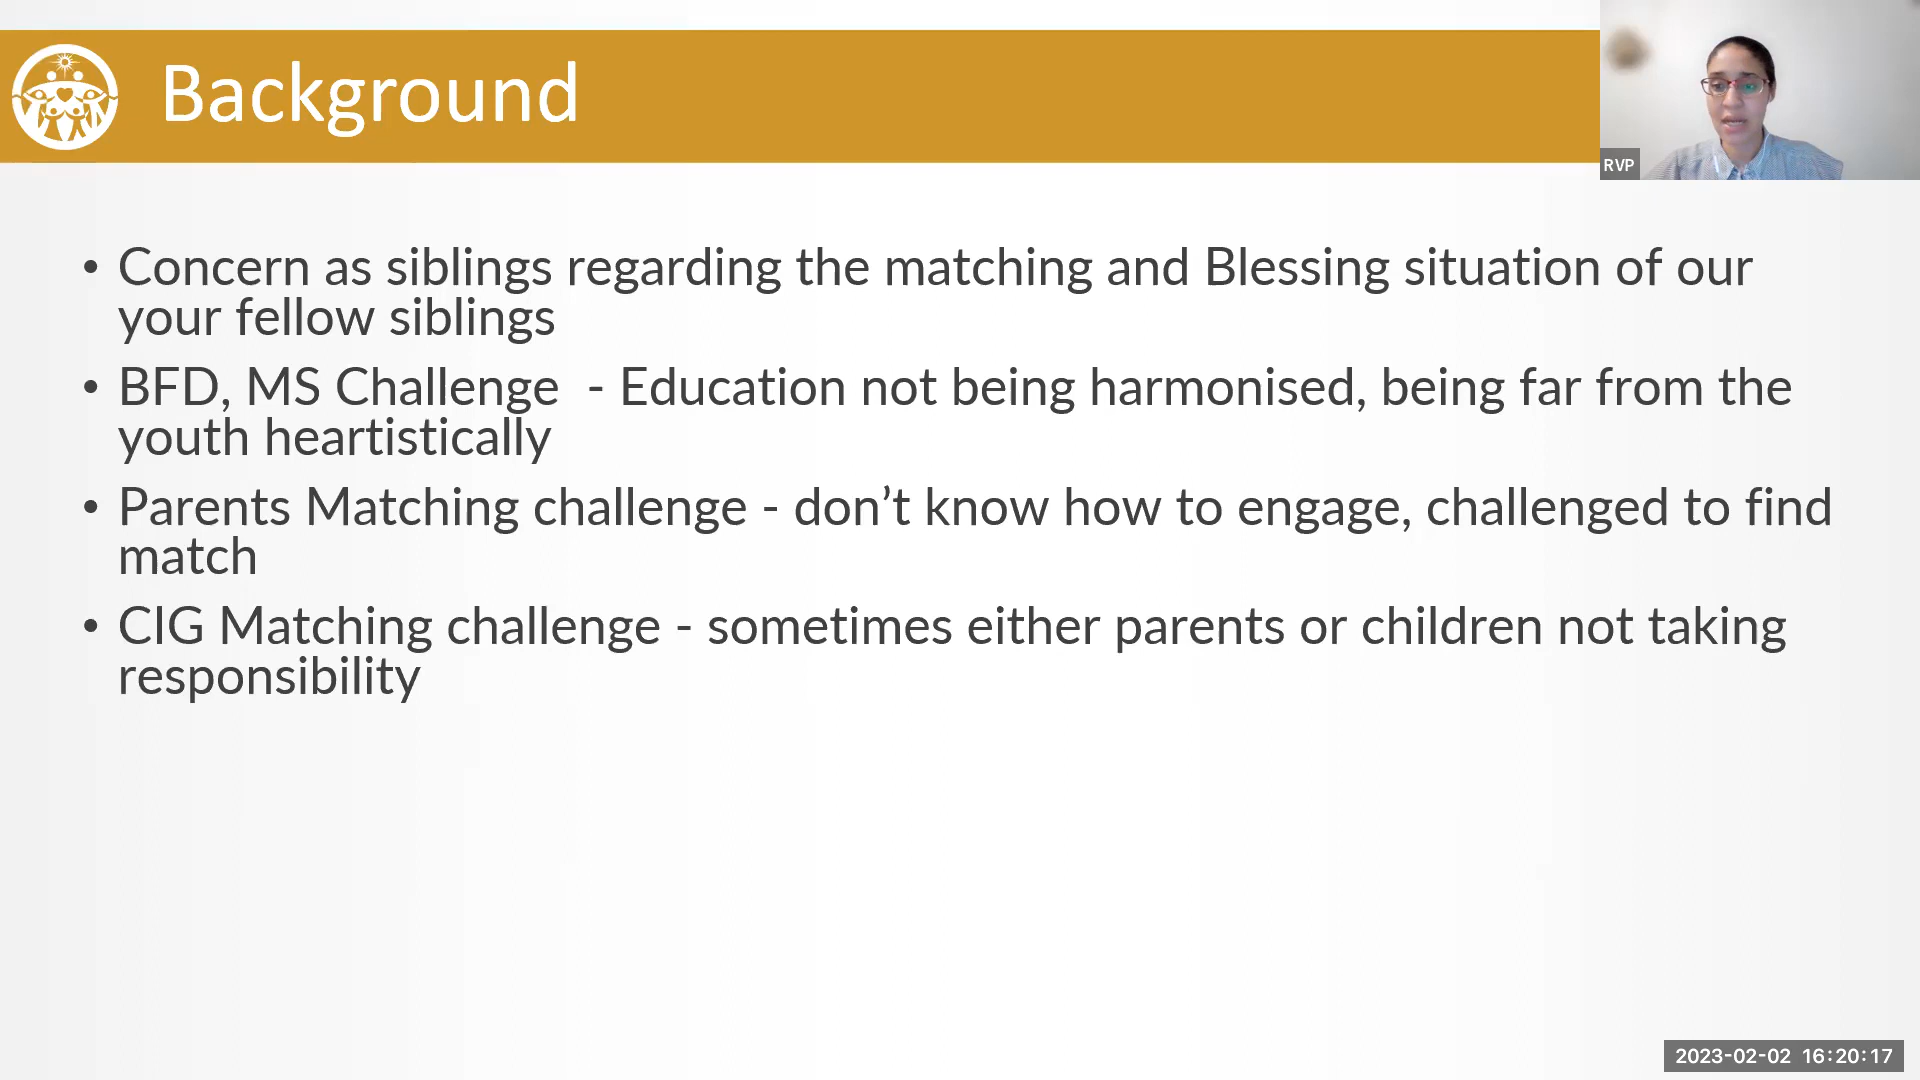 Background
RVP
• Concern as siblings regarding the matching and Blessing situation of our
your fellow siblings
• BFD, MS Challenge  - Education not being harmonised, being far from the
youth heartistically
• Parents Matching challenge - don’t know how to engage, challenged to find
match
• CIG Matching challenge - sometimes either parents or children not taking
responsibility
2023-02-02 16:20:17